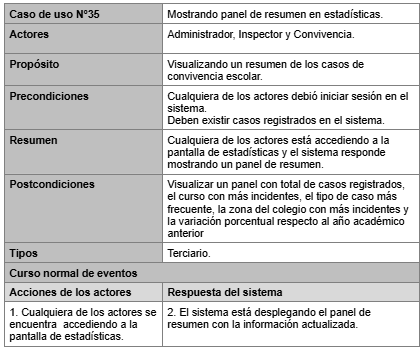 Caso de uso N°35
Mostrando panel de resumen en estadísticas.
Actores
Administrador, Inspector y Convivencia.
Propósito
Visualizando un resumen de los casos de
convivencia escolar.
Precondiciones
Cualquiera de los actores debió iniciar sesión en el
sistema.
Deben existir casos registrados en el sistema.
Resumen
Cualquiera de los actores está accediendo a la
pantalla de estadísticas y el sistema responde
mostrando un panel de resumen.
Postcondiciones
Visualizar un panel con total de casos registrados,
el curso con más incidentes, el tipo de caso más
frecuente, la zona del colegio con más incidentes y
la variación porcentual respecto al año académico
anterior
Tipos
Terciario.
Curso normal de eventos
Acciones de los actores
Respuesta del sistema
1. Cualquiera de los actores se
encuentra accediendo a la
pantalla de estadísticas.
2. El sistema está desplegando el panel de
resumen con la información actualizada.